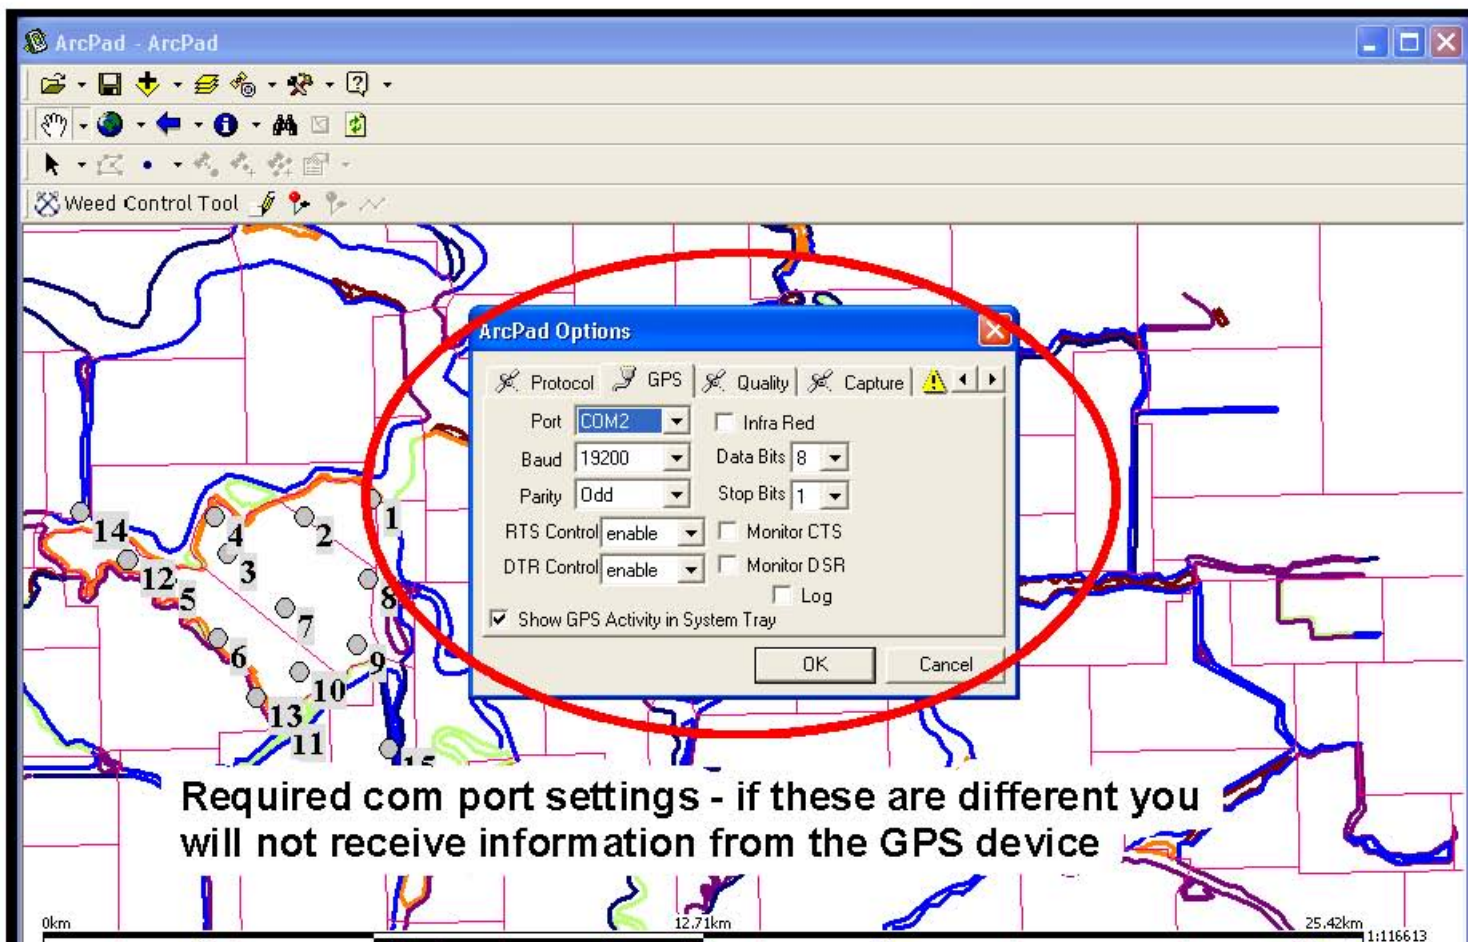 ArcPad - ArcPad
Weed Control Tool
ArcPad Options
Protocol GPS Quality Capture
Port COM2 Infra Red
Baud 19200 Data Bits 8
Parity Odd Stop Bits 1
RTS Control enable Monitor CTS
DTR Control enable Monitor DSR
Log
Show GPS Activity in System Tray
OK Cancel
14
4
2
1
3
12
5
8
7
6
9
10
13
11
15
Required com port settings - if these are different you
will not receive information from the GPS device
0km 12.71km 25.42km
1:116613